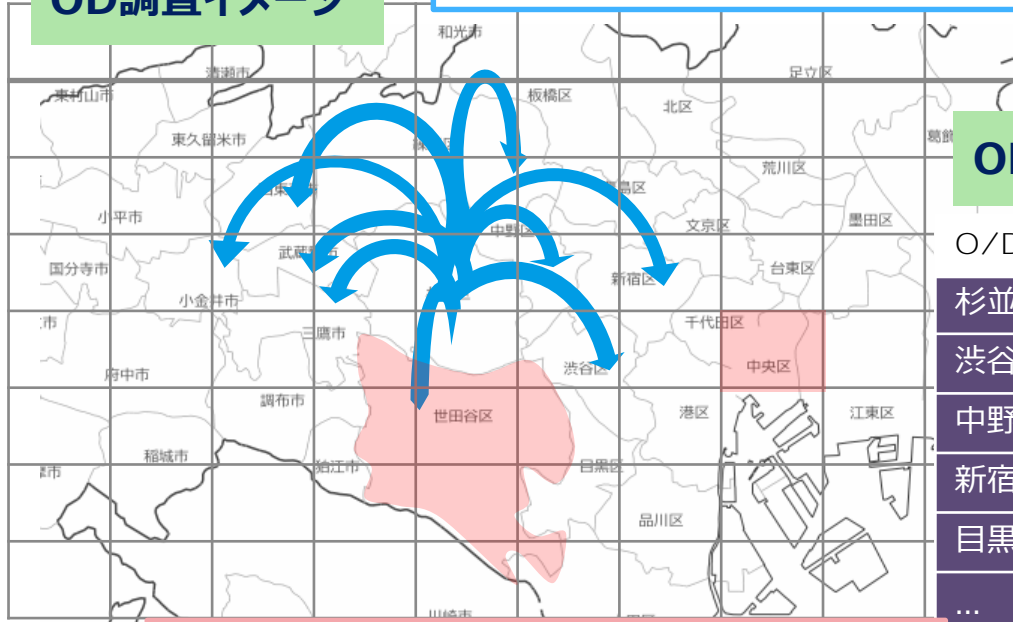 OD調査イメージ
和光市
清瀬市
足立区
東村山市
板橋区
北区
東久留米市
葛飾
荒川区
小平市
文京区
墨田区
中野区
国分寺市
新宿区
台東区
小金井市
三鷹市
千代田区
府中市
渋谷区
中央区
調布市
世田谷区
港区
江東区
稲城市
狛江市
目黒区
品川区
川崎市
O/D
杉並
渋谷
中野
新宿
目黒
…